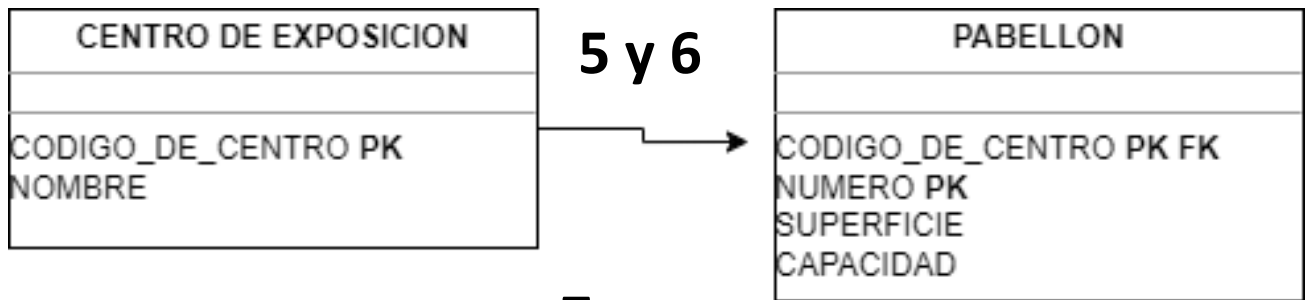 CENTRO DE EXPOSICION
CODIGO_DE_CENTRO PK
NOMBRE
5 y 6
PABELLON
CODIGO_DE_CENTRO PK FK
NUMERO PK
SUPERFICIE
CAPACIDAD